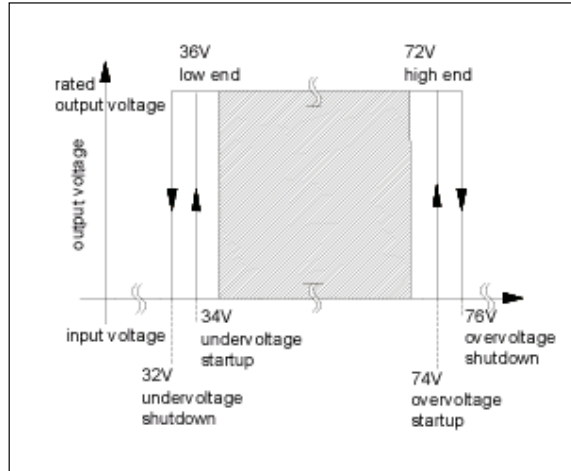 36V
low end
72V
high end
rated
output voltage
output voltage
input voltage
34V
undervoltage
startup
76V
overvoltage
shutdown
32V
undervoltage
shutdown
74V
overvoltage
startup